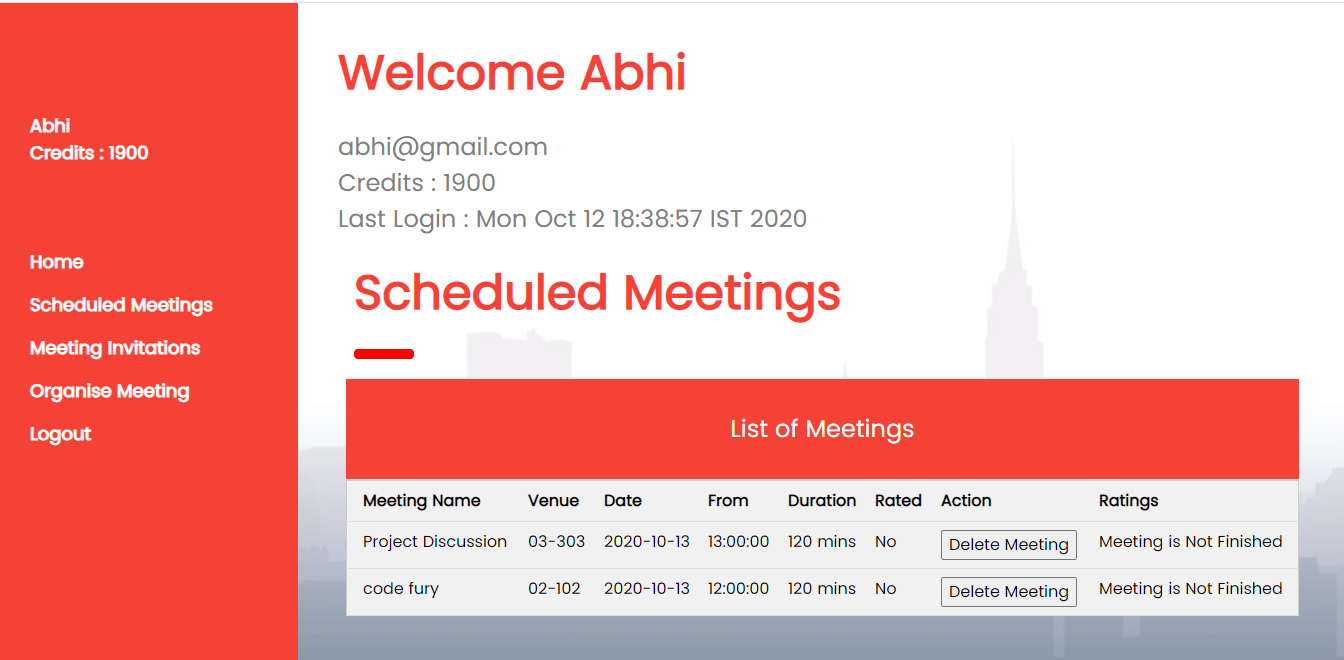 Abhi
Credits : 1900
Home
Scheduled Meetings
Meeting Invitations
Organise Meeting
Logout
Welcome Abhi
abhi@gmail.com
Credits : 1900
Last Login : Mon Oct 12 18:38:57 IST 2020
Scheduled Meetings
List of Meetings
Meeting Name Venue Date From Duration Rated Action Ratings
Project Discussion 03-303 2020-10-13 13:00:00 120 mins No Delete Meeting Meeting is Not Finished
code fury 02-102 2020-10-13 12:00:00 120 mins No Delete Meeting Meeting is Not Finished